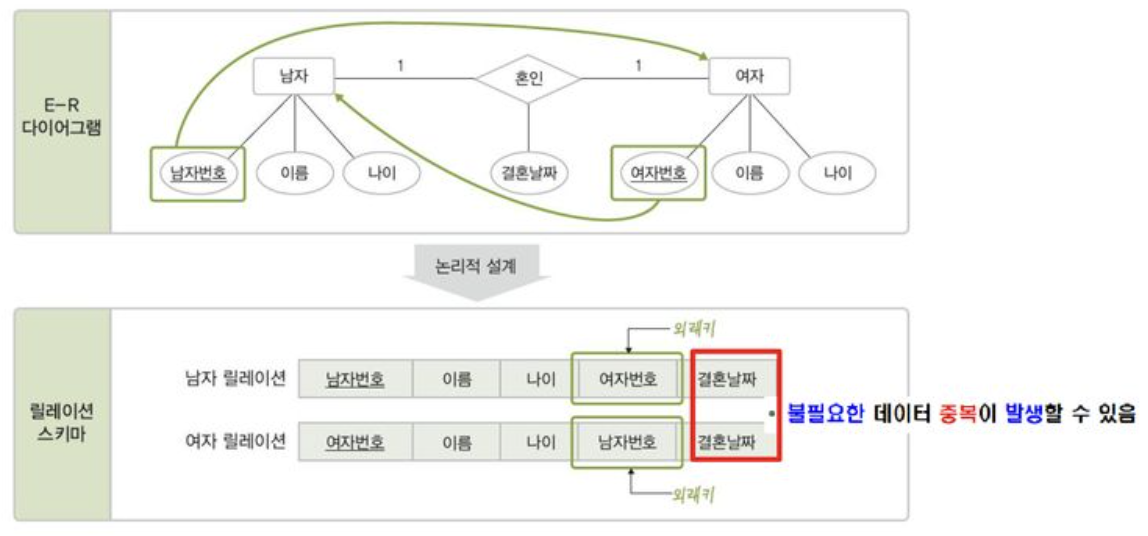 E-R
다이어그램
남자
1
혼인
1
여자
남자번호
이름
나이
결혼날짜
여자번호
이름
나이
논리적 설계
릴레이션
스키마
외래키
남자 릴레이션 남자번호 이름 나이 여자번호 결혼날짜
• 불필요한 데이터 중복이 발생할 수 있음
여자 릴레이션 여자번호 이름 나이 남자번호 결혼날짜
외래키